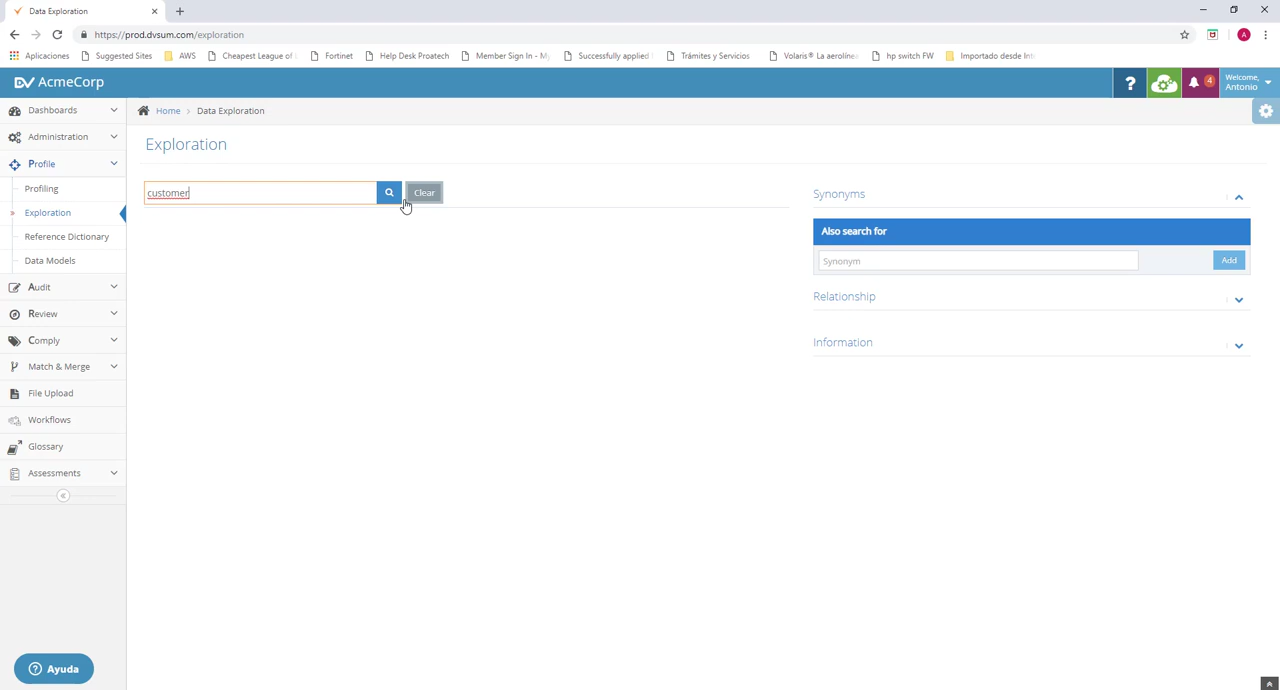 Data Exploration
https://prod.dvsum.com/exploration
Aplicaciones Suggested Sites AWS Cheapest League of L Fortinet Help Desk Proatech Member Sign In - My Successfully applied Trámites y Servicios Volaris® La aerolínea hp switch FW Importado desde Inte
DV AcmeCorp
? 4 Welcome,
Antonio
Dashboards
Home > Data Exploration
Administration
Exploration
Profile
Profiling
customer Clear
Synonyms
Exploration
Also search for
Reference Dictionary
Data Models
Synonym Add
Audit
Relationship
Review
Comply
Information
Match & Merge
File Upload
Workflows
Glossary
Assessments
? Ayuda